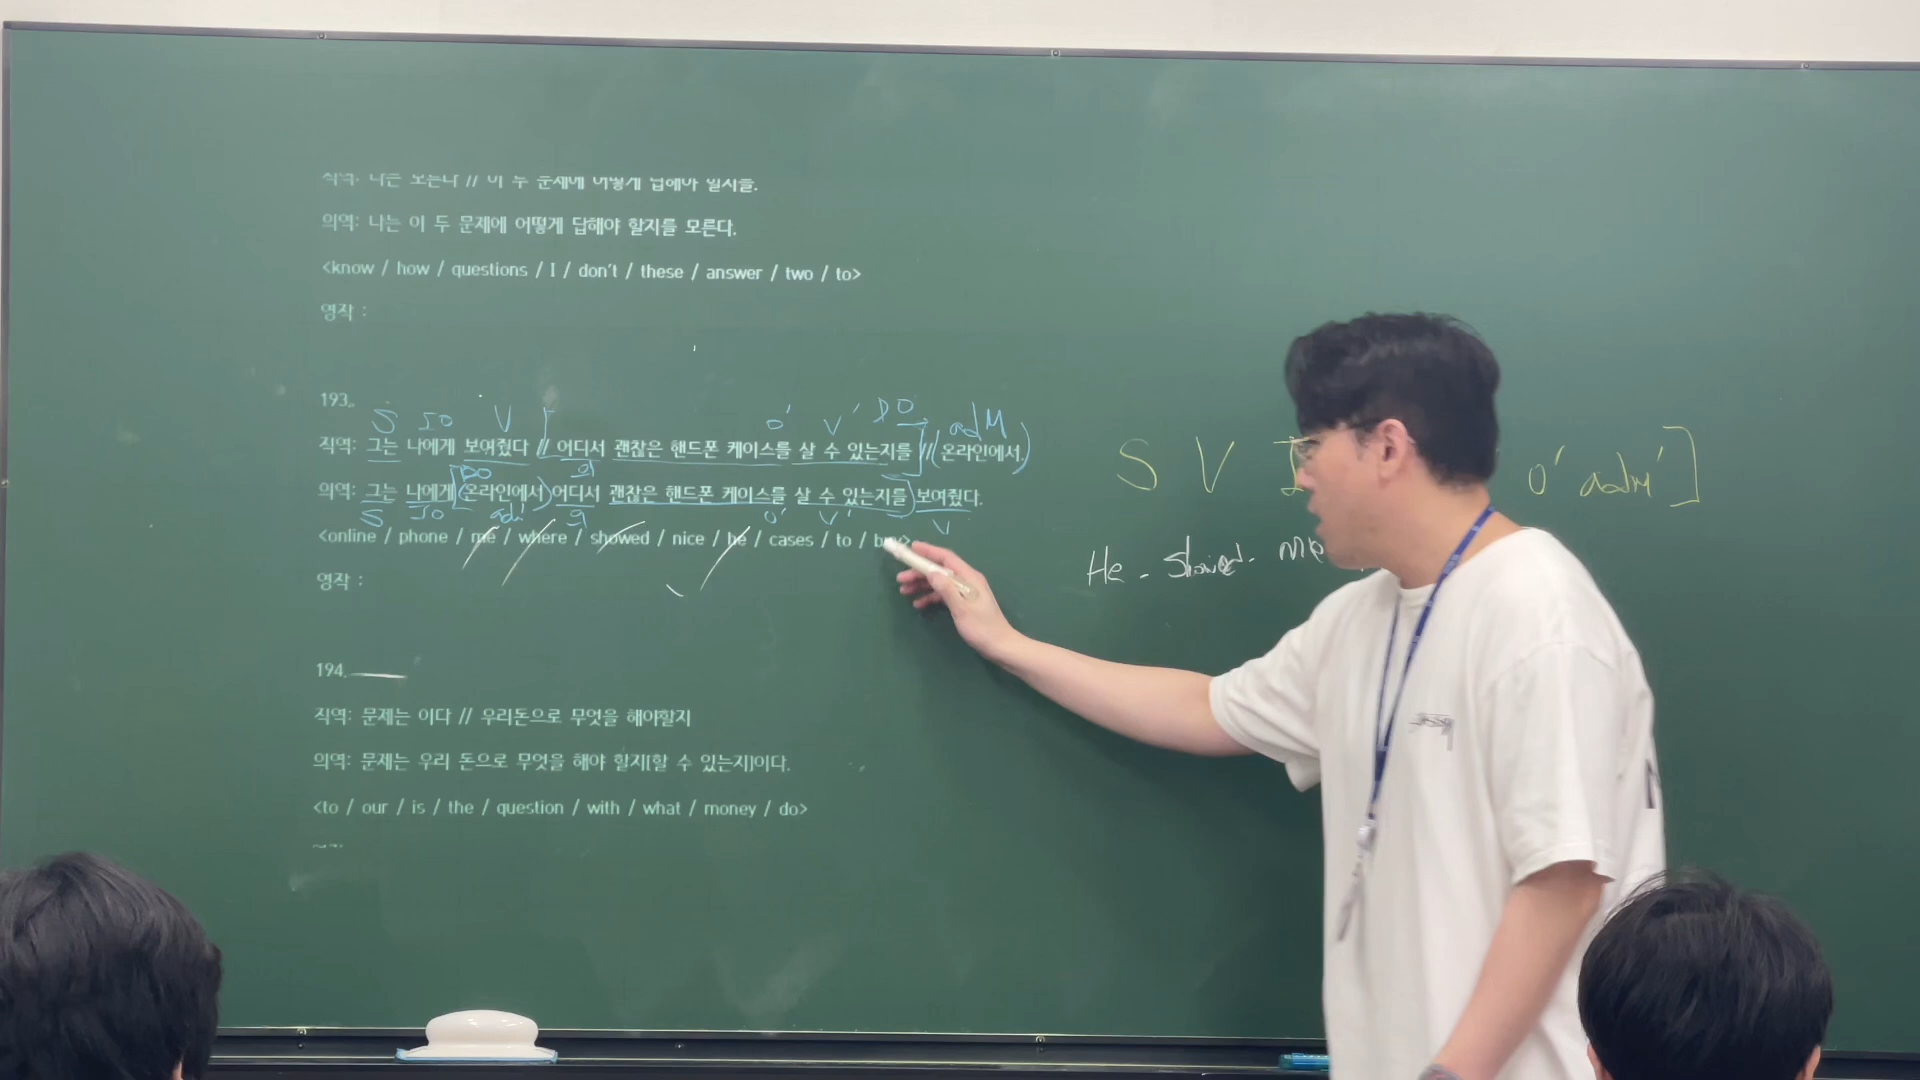 직역: 나는 모른다 // 이 두 문제에 어떻게 답해야 할지를.
의역: 나는 이 두 문제에 어떻게 답해야 할지를 모른다.
<know / how / questions / I / don't / these / answer / two / to>
영작 :
193.
S IO V [ O' V' DO adM
직역: 그는 나에게 보여줬다 // 어디서 괜찮은 핸드폰 케이스를 살 수 있는지를] // (온라인에서.)
의
DO
의역: 그는 나에게 (온라인에서) 어디서 괜찮은 핸드폰 케이스를 살 수 있는지를) 보여줬다.
S IO 의 O' V' V
<online / phone / me / where / showed / nice / he / cases / to /
영작 :
S V O' adM']
He showed me
194.
직역: 문제는 이다 // 우리돈으로 무엇을 해야할지
의역: 문제는 우리 돈으로 무엇을 해야 할지[할 수 있는지]이다.
<to / our / is / the / question / with / what / money / do>